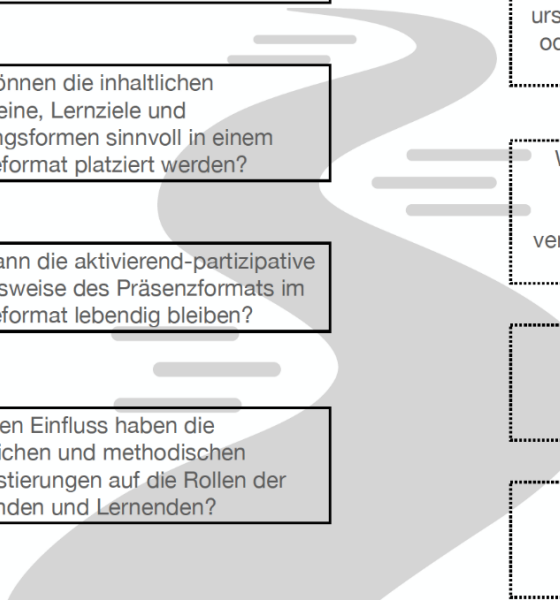 önnen die inhaltlichen
eine, Lernziele und
ngsformen sinnvoll in einem
eformat platziert werden?
ann die aktivierend-partizipative
sweise des Präsenzformats im
eformat lebendig bleiben?
en Einfluss haben die
ichen und methodischen
stierungen auf die Rollen der
nden und Lernenden?
urs
od
W
ver